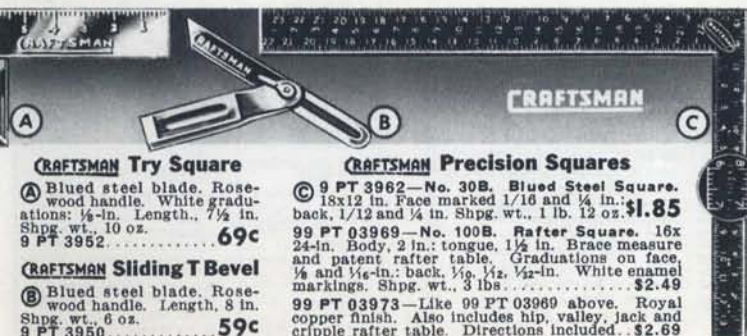 CRAFTSMAN
CRAFTSMAN
CRAFTSMAN
A
B
C
CRAFTSMAN Try Square
A Blued steel blade. Rose-
wood handle. White gradu-
ations: 1/8-in. Length., 7½ in.
Shpg. wt., 10 oz.
9 PT 3952..............69c
CRAFTSMAN Sliding T Bevel
B Blued steel blade. Rose-
wood handle. Length, 8 in.
Shpg. wt., 6 oz.
9 PT 3950..............59c
CRAFTSMAN Precision Squares
C 9 PT 3962—No. 30B. Blued Steel Square.
18x12 in. Face marked 1/16 and ¼ in.:
back, 1/12 and ¼ in. Shpg. wt., 1 lb. 12 oz. $1.85
99 PT 03969—No. 100B. Rafter Square. 16x
24-in. Body, 2 in.: tongue, 1½ in. Brace measure
and patent rafter table. Graduations on face,
⅛ and 1/16-in.: back, 1/10, 1/12, 1/32-in. White enamel
markings. Shpg. wt., 3 lbs..............$2.49
99 PT 03973—Like 99 PT 03969 above. Royal
copper finish. Also includes hip, valley, jack and
cripple rafter table. Directions included..$2.69